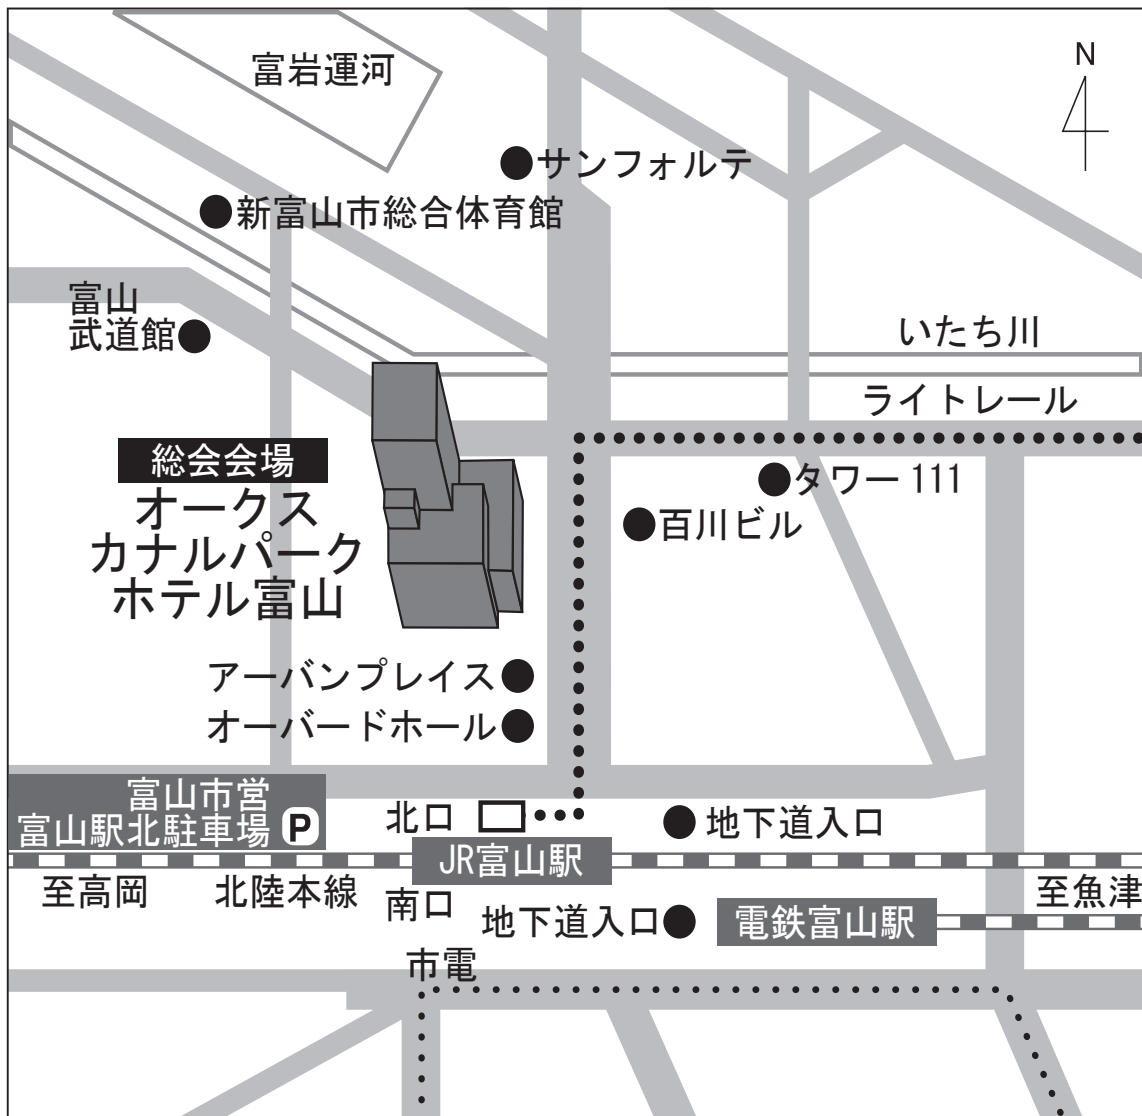 富岩運河
N
サンフォルテ
新富山市総合体育館
富山
武道館
いたち川
ライトレール
総会会場
オークス
カナルパーク
ホテル富山
タワー111
百川ビル
アーバンプレイス
オーバードホール
富山市営
富山駅北駐車場 P
北口
地下道入口
JR富山駅
至高岡
北陸本線
南口
至魚津
地下道入口
電鉄富山駅
市電